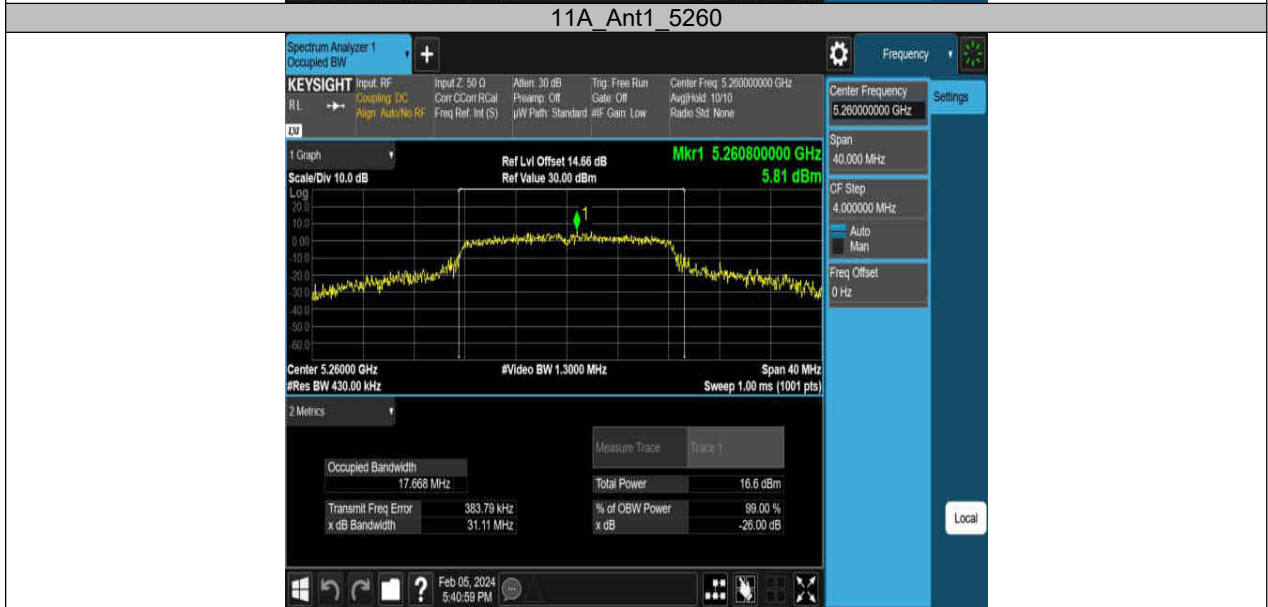 11A_Ant1_5260
Spectrum Analyzer 1
Occupied BW
+
Frequency
KEYSIGHT Input: RF Input Z: 50 Ω Atten: 30 dB Trig: Free Run Center Freq: 5.260000000 GHz
RL Coupling: DC Corr CCorr RCal Preamp: Off Gate: Off Avg|Hold: 10/10
Align: Auto/No RF Freq Ref: Int (S) µW Path: Standard #IF Gain: Low Radio Std: None
LXI
Center Frequency
5.260000000 GHz
Settings
Span
40.000 MHz
CF Step
4.000000 MHz
Auto
Man
Freq Offset
0 Hz
1 Graph
Ref Lvl Offset 14.66 dB
Mkr1 5.260800000 GHz
Scale/Div 10.0 dB
Ref Value 30.00 dBm
5.81 dBm
Log
20.0
10.0
0.00
-10.0
-20.0
-30.0
-40.0
-50.0
-60.0
1
Center 5.26000 GHz #Video BW 1.3000 MHz Span 40 MHz
#Res BW 430.00 kHz Sweep 1.00 ms (1001 pts)
2 Metrics
Measure Trace Trace 1
Occupied Bandwidth
17.668 MHz
Total Power 16.6 dBm
Transmit Freq Error 383.79 kHz % of OBW Power 99.00 %
x dB Bandwidth 31.11 MHz x dB -26.00 dB
Local
? Feb 05, 2024
5:40:59 PM